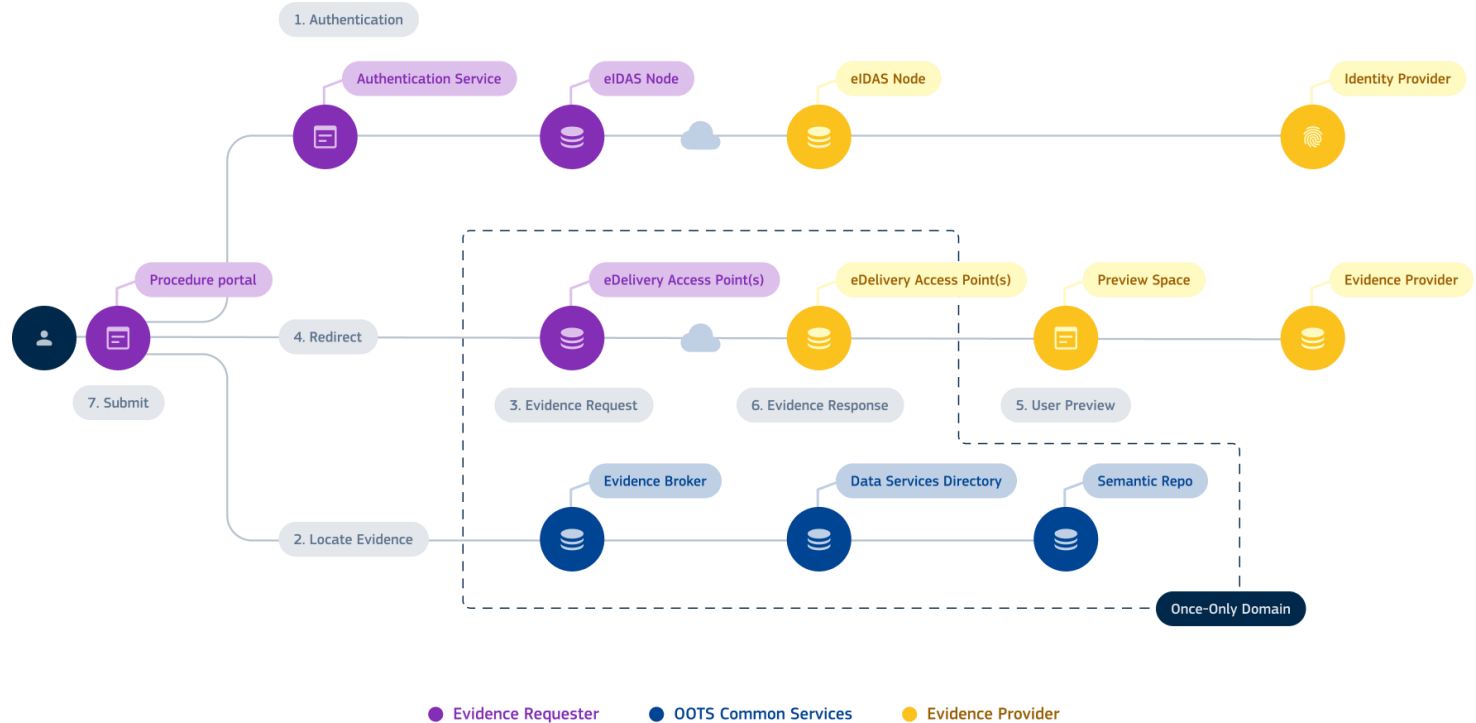 1. Authentication
Authentication Service
eIDAS Node
eIDAS Node
Identity Provider
Procedure portal
eDelivery Access Point(s)
eDelivery Access Point(s)
Preview Space
Evidence Provider
4. Redirect
7. Submit
3. Evidence Request
6. Evidence Response
5. User Preview
Evidence Broker
Data Services Directory
Semantic Repo
2. Locate Evidence
Once-Only Domain
Evidence Requester
OOTS Common Services
Evidence Provider